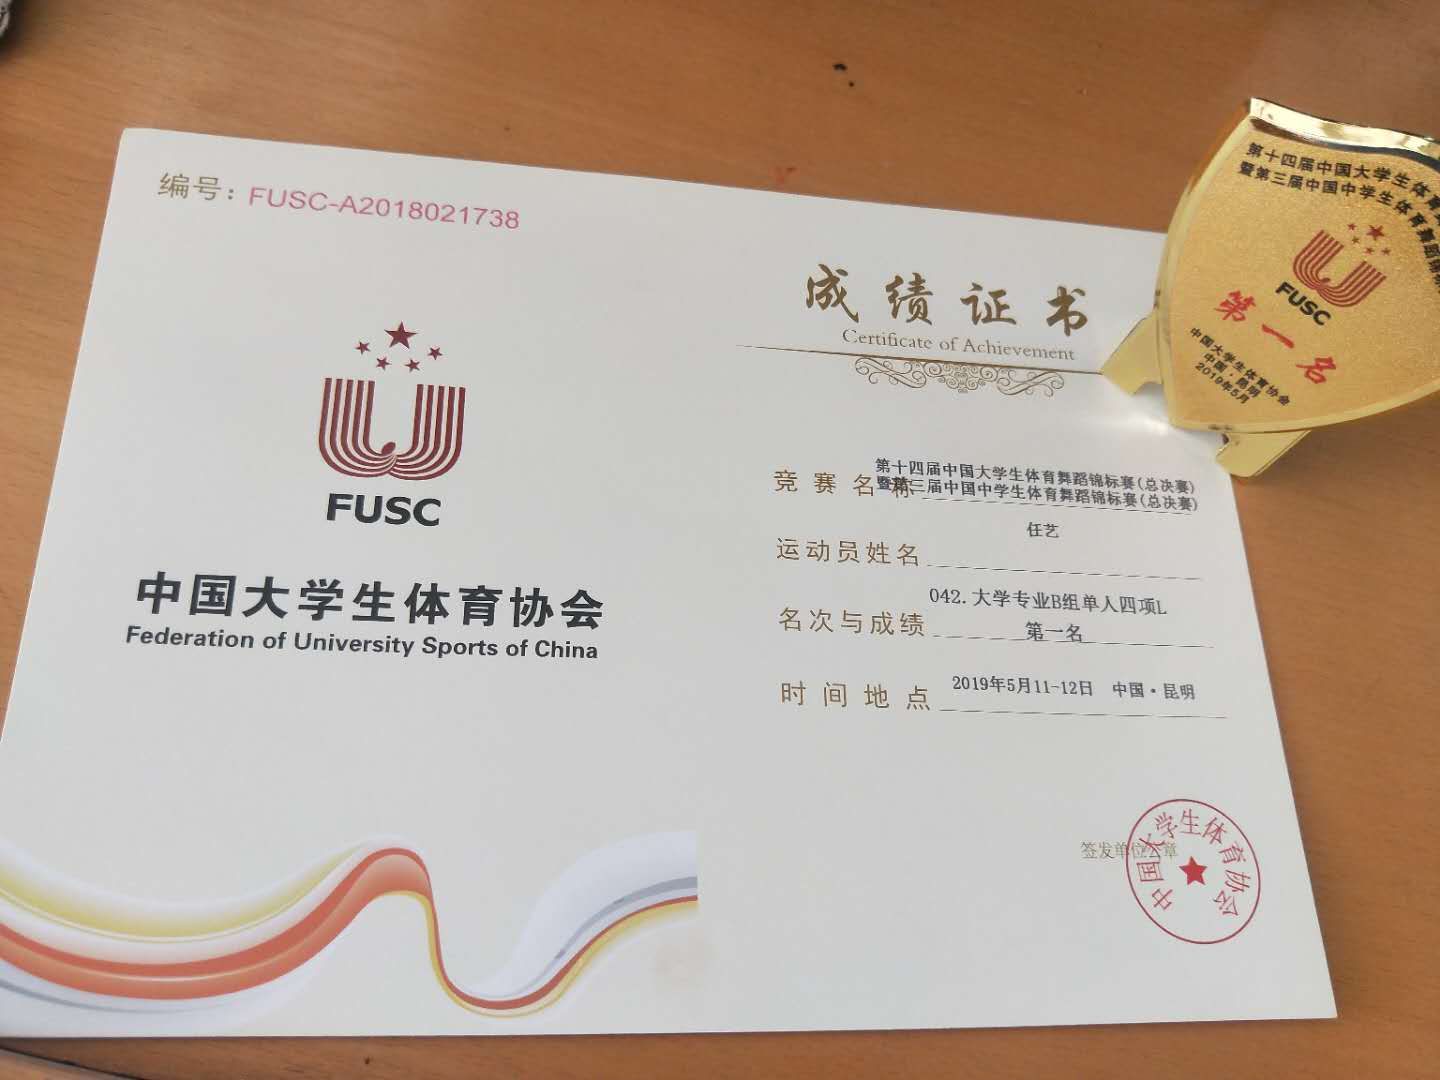 编号：FUSC-A2018021738
FUSC
中国大学生体育协会
Federation of University Sports of China
成绩证书
Certificate of Achievement
竞赛名称
第十四届中国大学生体育舞蹈锦标赛(总决赛)
暨第三届中国中学生体育舞蹈锦标赛(总决赛)
运动员姓名 任艺
名次与成绩 042.大学专业B组单人四项L
第一名
时间地点 2019年5月11-12日 中国·昆明
签发单位公章
中国大学生体育协会
第十四届中国大学生体育
暨第三届中国中学生体育舞蹈锦标
FUSC
第一名
中国大学生体育协会
中国·昆明
2019年5月